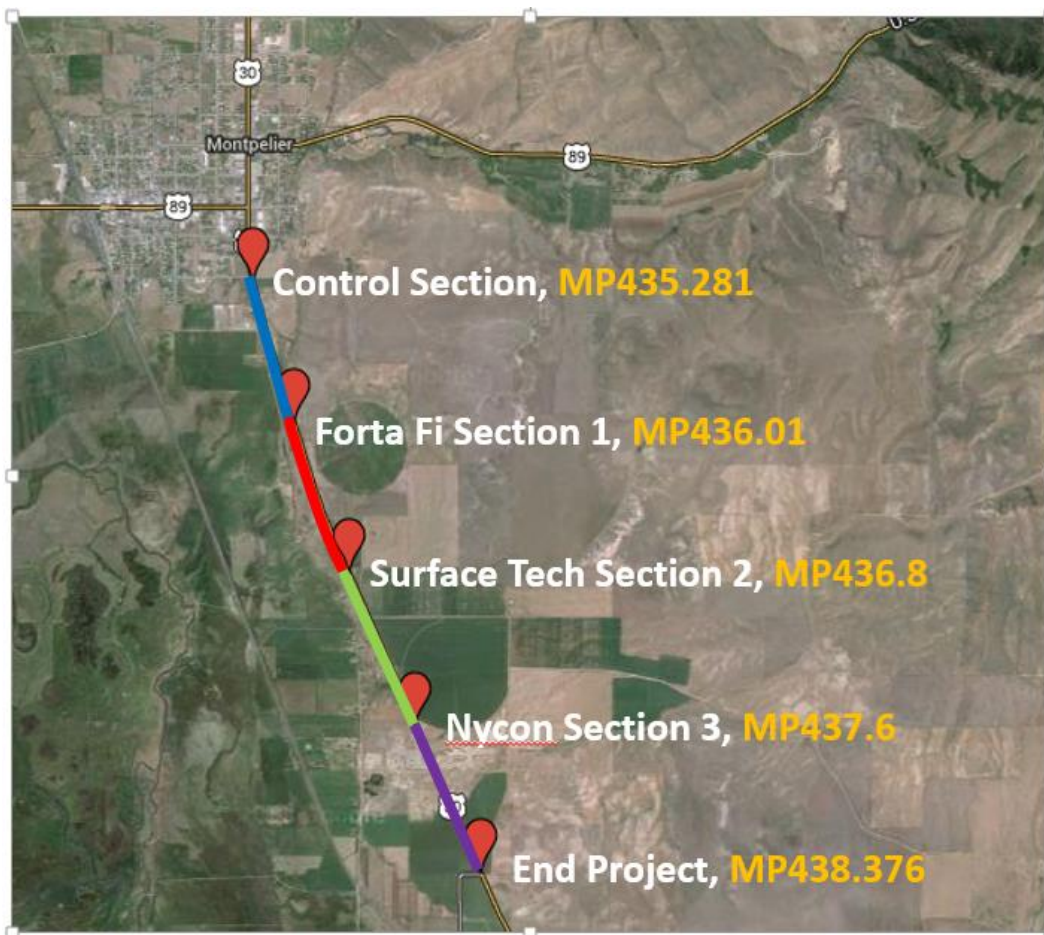 U.S
30
Montpelier
89
89
Control Section, MP435.281
Forta Fi Section 1, MP436.01
Surface Tech Section 2, MP436.8
Nycon Section 3, MP437.6
End Project, MP438.376